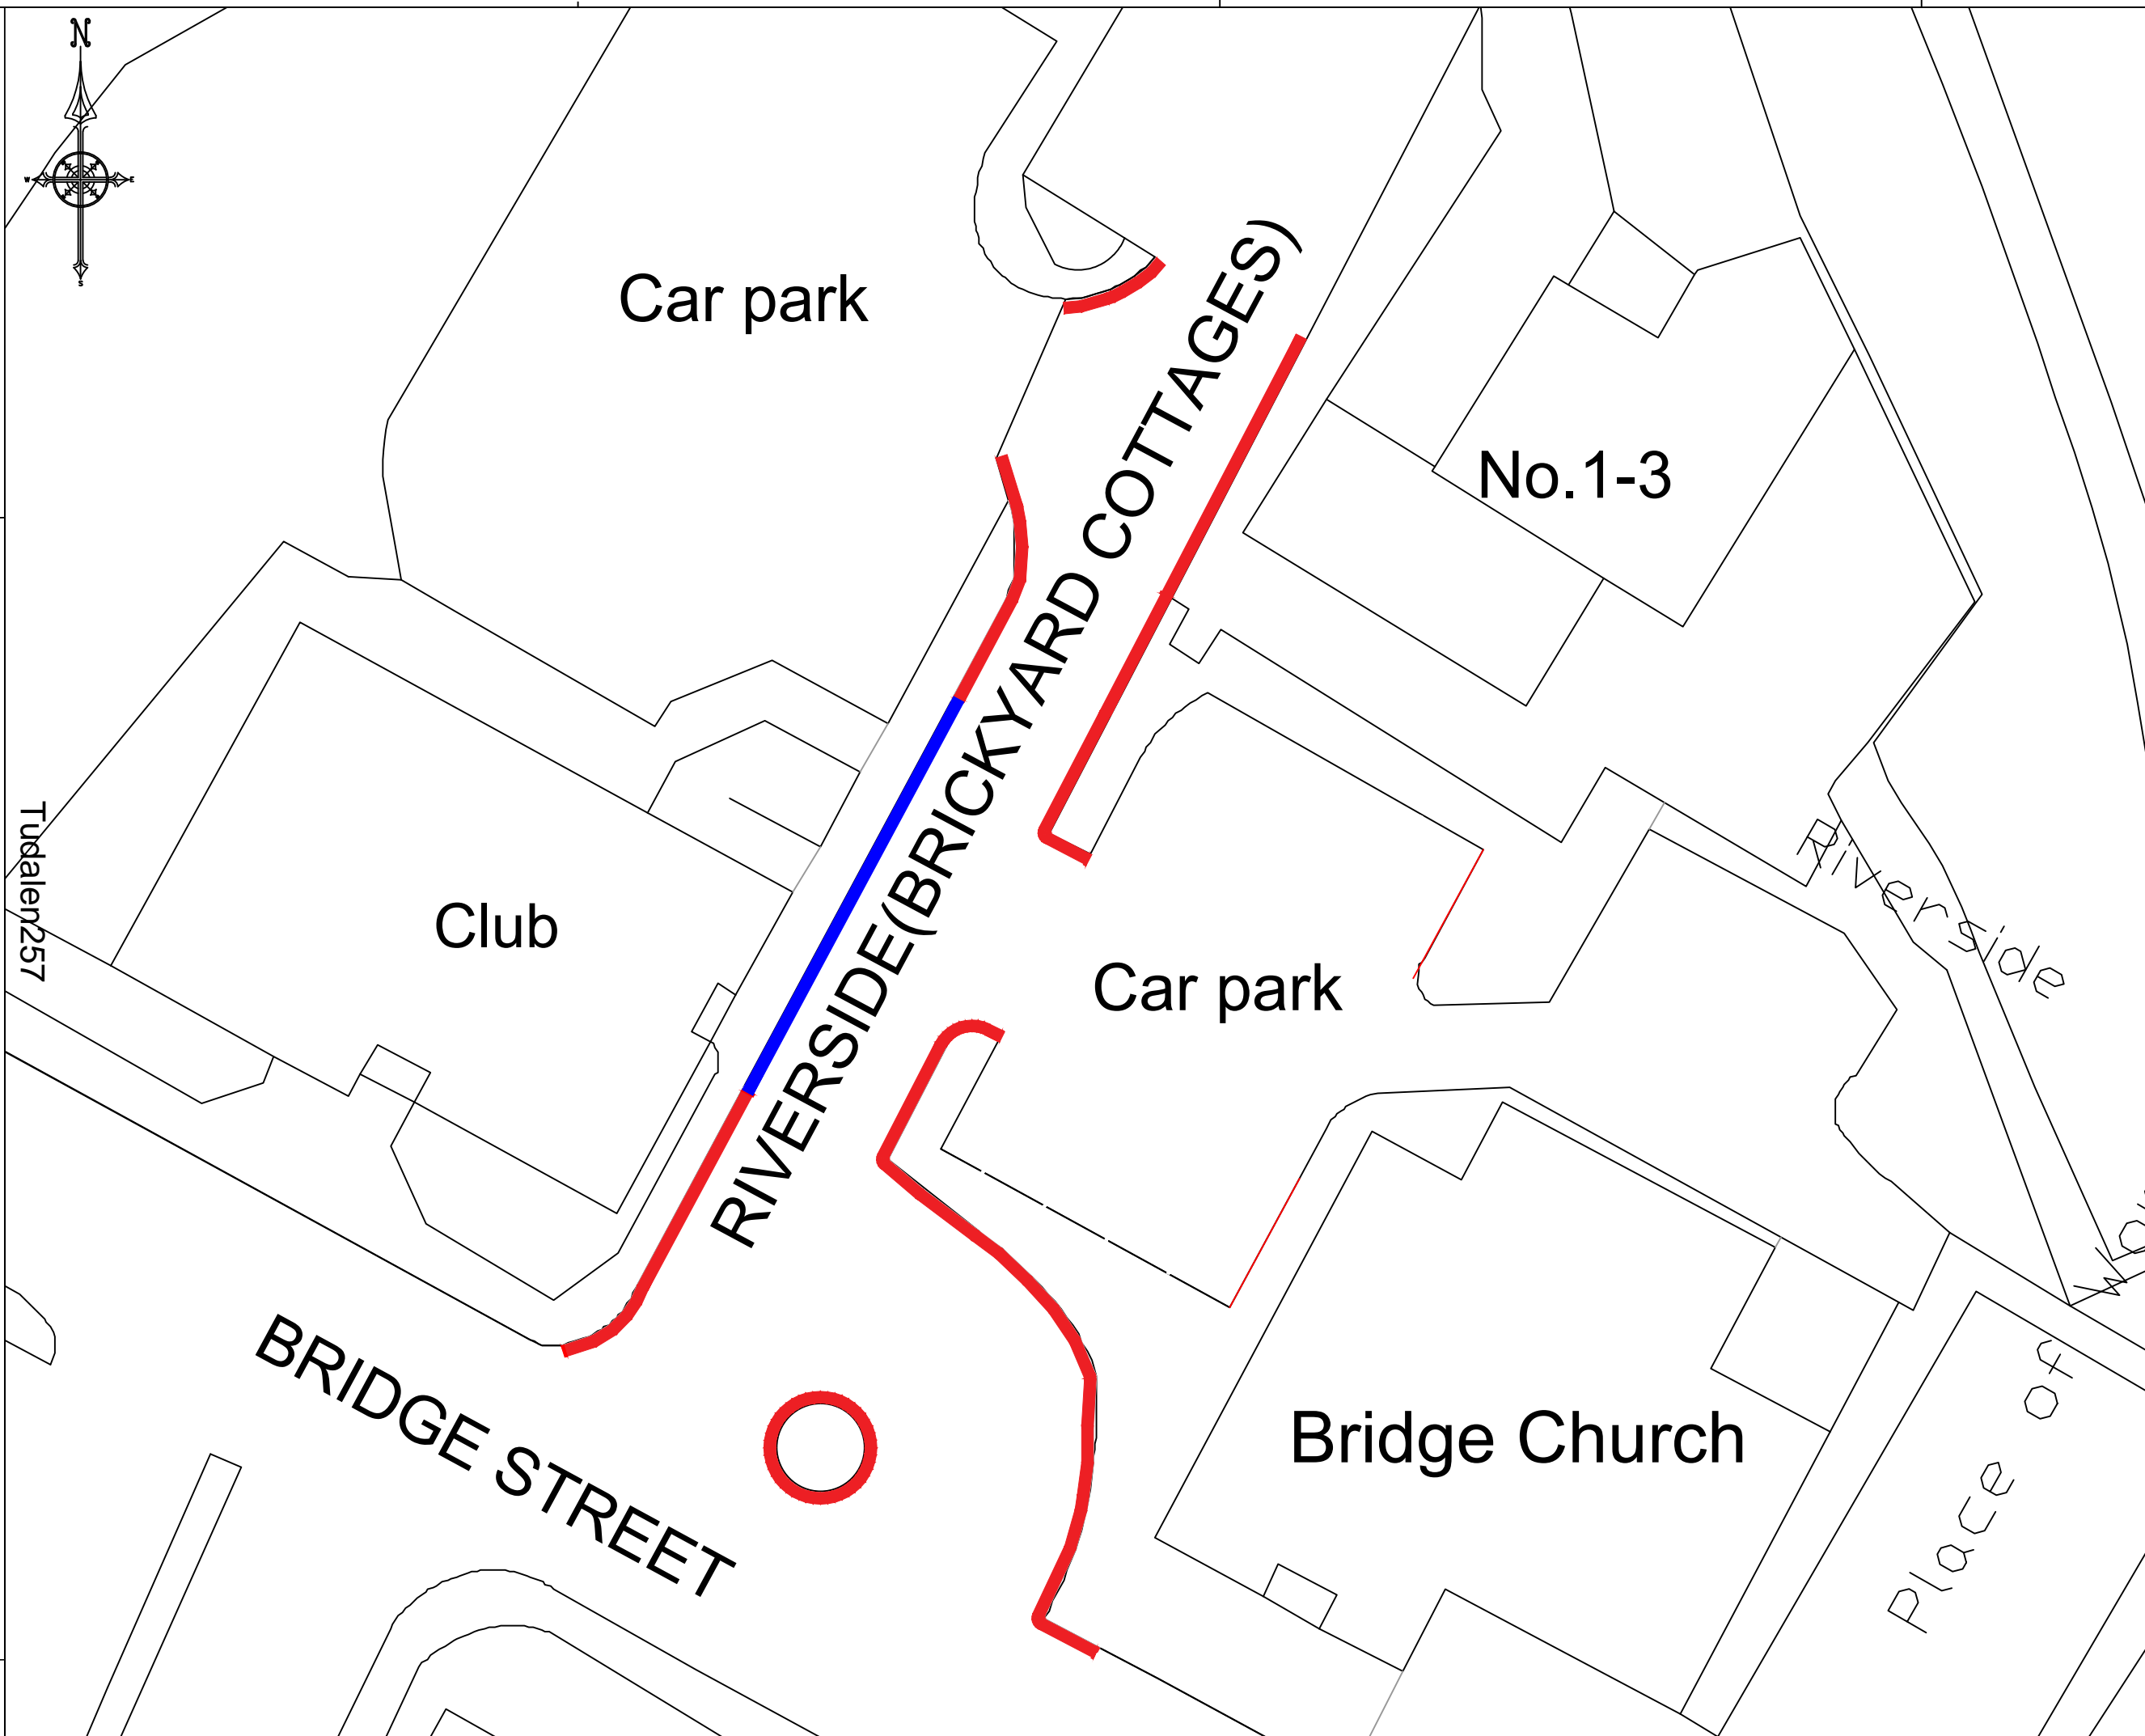 N
W
E
S
Car park
RIVERSIDE(BRICKYARD COTTAGES)
No.1-3
Tudalen257
Club
Riverside
Car park
BRIDGE STREET
Bridge Church
Place of